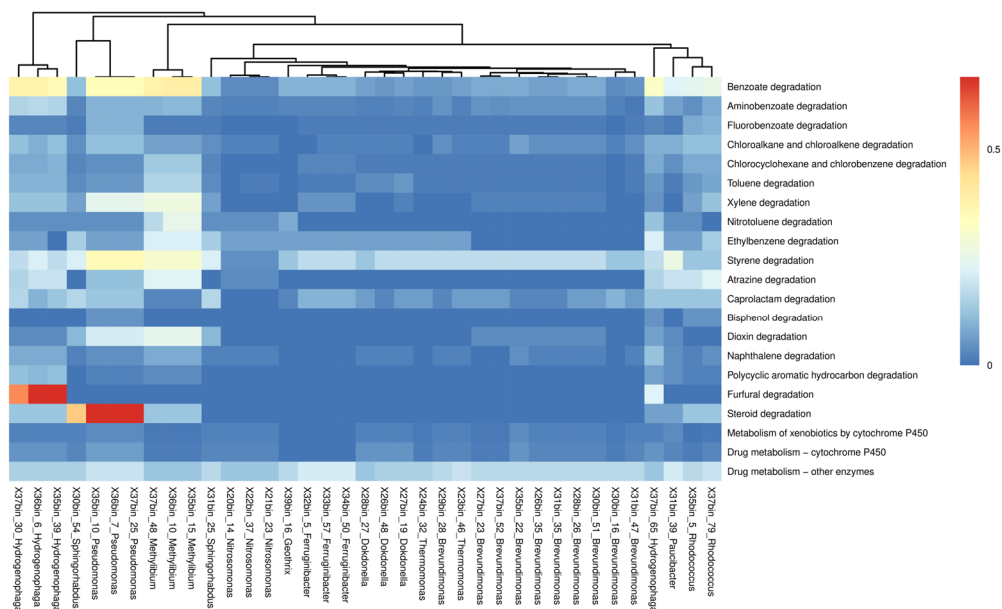 Benzoate degradation
Aminobenzoate degradation
Fluorobenzoate degradation
Chloroalkane and chloroalkene degradation
Chlorocyclohexane and chlorobenzene degradation
Toluene degradation
Xylene degradation
Nitrotoluene degradation
Ethylbenzene degradation
Styrene degradation
Atrazine degradation
Caprolactam degradation
Bisphenol degradation
Dioxin degradation
Naphthalene degradation
Polycyclic aromatic hydrocarbon degradation
Furfural degradation
Steroid degradation
Metabolism of xenobiotics by cytochrome P450
Drug metabolism − cytochrome P450
Drug metabolism − other enzymes
0.5
0
X37bin_30_Hydrogenophaga
X36bin_6_Hydrogenophaga
X35bin_39_Hydrogenophaga
X30bin_54_Sphingorhabdus
X35bin_10_Pseudomonas
X36bin_7_Pseudomonas
X37bin_25_Pseudomonas
X37bin_48_Methylibium
X36bin_10_Methylibium
X35bin_15_Methylibium
X31bin_25_Sphingorhabdus
X20bin_14_Nitrosomonas
X22bin_37_Nitrosomonas
X21bin_23_Nitrosomonas
X39bin_16_Geothrix
X22bin_5_Ferruginibacter
X33bin_57_Ferruginibacter
X34bin_50_Ferruginibacter
X28bin_27_Dokdonella
X26bin_48_Dokdonella
X27bin_19_Dokdonella
X24bin_32_Thermomonas
X29bin_28_Brevundimonas
X23bin_46_Thermomonas
X27bin_23_Brevundimonas
X37bin_52_Brevundimonas
X35bin_22_Brevundimonas
X26bin_35_Brevundimonas
X31bin_35_Brevundimonas
X28bin_26_Brevundimonas
X30bin_51_Brevundimonas
X30bin_16_Brevundimonas
X31bin_47_Brevundimonas
X37bin_65_Hydrogenophaga
X31bin_39_Paucibacter
X35bin_5_Rhodococcus
X37bin_79_Rhodococcus